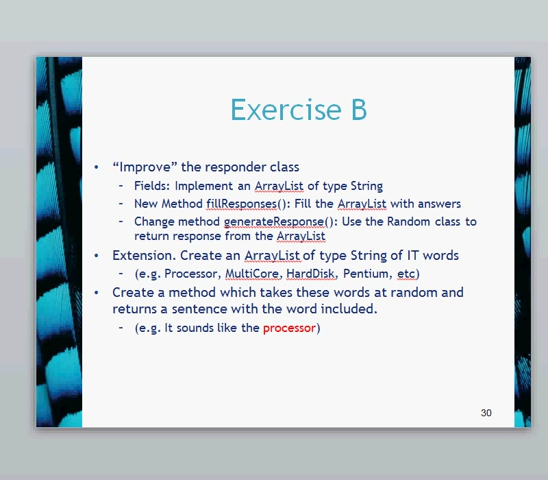 Exercise B
• “Improve” the responder class
- Fields: Implement an ArrayList of type String
- New Method fillResponses(): Fill the ArrayList with answers
- Change method generateResponse(): Use the Random class to
return response from the ArrayList
• Extension. Create an ArrayList of type String of IT words
- (e.g. Processor, MultiCore, HardDisk, Pentium, etc)
• Create a method which takes these words at random and
returns a sentence with the word included.
- (e.g. It sounds like the processor)
30